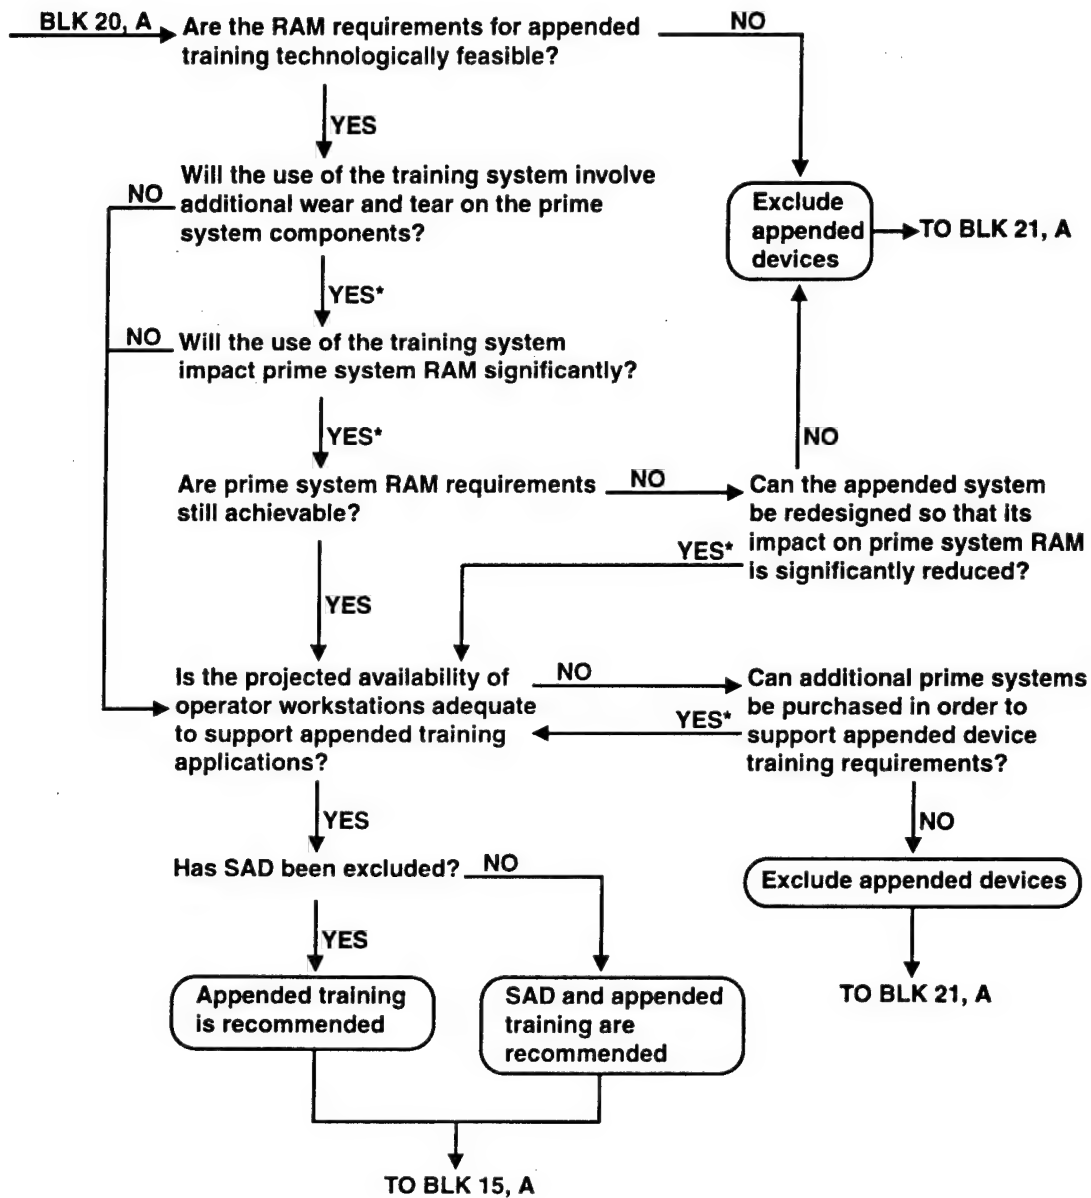 BLK 20, A
Are the RAM requirements for appended
training technologically feasible?
NO
YES
Will the use of the training system involve
additional wear and tear on the prime
system components?
NO
Exclude
appended
devices
TO BLK 21, A
YES*
NO
Will the use of the training system
impact prime system RAM significantly?
YES*
NO
Are prime system RAM requirements
still achievable?
NO
Can the appended system
be redesigned so that its
impact on prime system RAM
is significantly reduced?
YES*
YES
Is the projected availability of
operator workstations adequate
to support appended training
applications?
NO
YES*
Can additional prime systems
be purchased in order to
support appended device
training requirements?
YES
NO
Has SAD been excluded?
NO
Exclude appended devices
YES
TO BLK 21, A
Appended training
is recommended
SAD and appended
training are
recommended
TO BLK 15, A